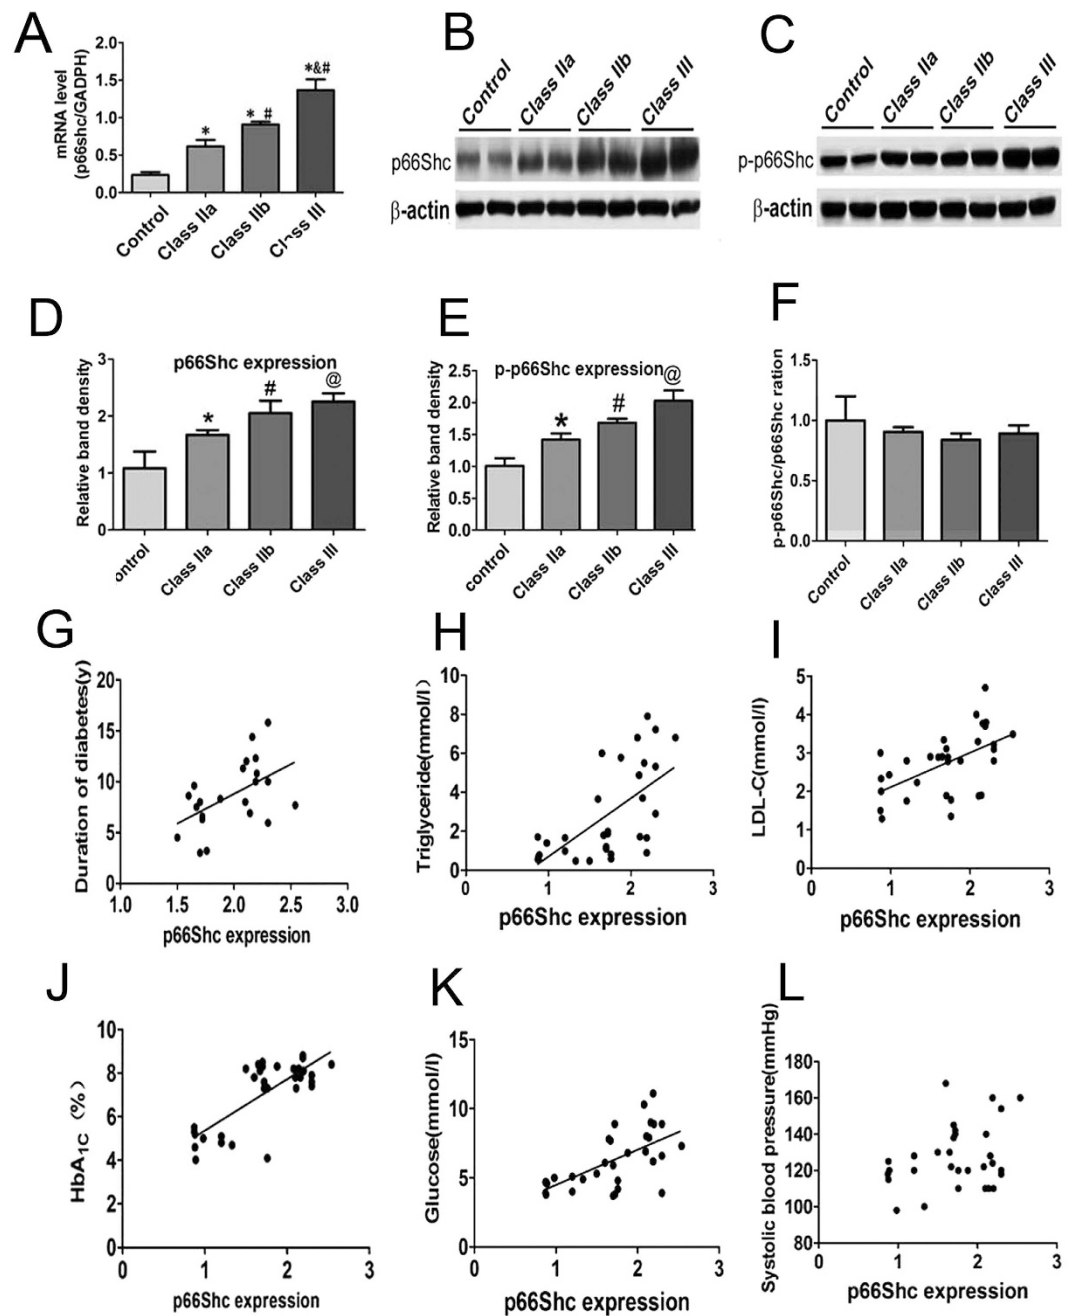 A
mRNA level
(p66shc/GADPH)
2.0
1.5
1.0
0.5
0.0
*
* #
*&#
Control
Class IIa
Class IIb
Class III
B
Control
Class IIa
Class IIb
Class III
p66Shc
β-actin
C
Control
Class IIa
Class IIb
Class III
p-p66Shc
β-actin
D
p66Shc expression
Relative band density
3
2
1
0
*
#
@
ontrol
Class IIa
Class IIb
Class III
E
p-p66Shc expression
Relative band density
2.5
2.0
1.5
1.0
0.5
0.0
*
#
@
control
Class IIa
Class IIb
Class III
F
p-p66Shc/p66Shc ration
1.5
1.0
0.5
0.0
Control
Class IIa
Class IIb
Class III
G
Duration of diabetes(y)
20
15
10
5
0
1.0 1.5 2.0 2.5 3.0
p66Shc expression
H
Triglyceride(mmol/l)
10
8
6
4
2
0
0 1 2 3
p66Shc expression
I
LDL-C(mmol/l)
5
4
3
2
1
0
0 1 2 3
p66Shc expression
J
HbA1C (%)
10
8
6
4
2
0
0 1 2 3
p66Shc expression
K
Glucose(mmol/l)
15
10
5
0
0 1 2 3
p66Shc expression
L
Systolic blood pressure(mmHg)
180
160
140
120
100
80
0 1 2 3
p66Shc expression